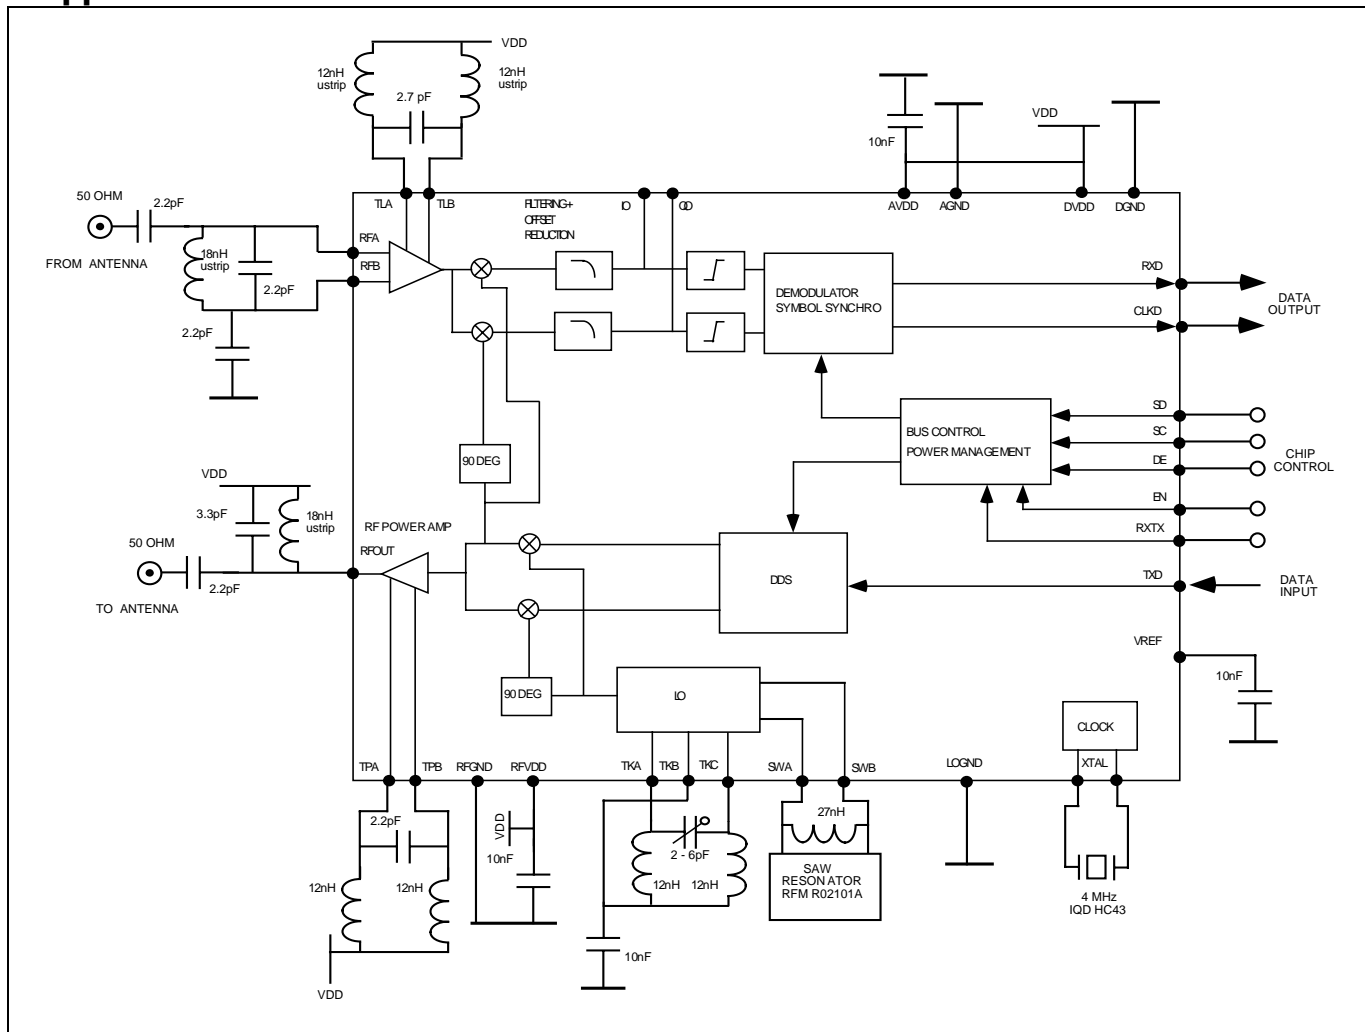 VDD
12nH
ustrip
12nH
ustrip
2.7 pF
10nF
VDD
50 OHM
2.2pF
TLA
TLB
FILTERING+
OFFSET
REDUCTION
IO
QO
AVDD
AGND
DVDD
DGND
FROM ANTENNA
18nH
ustrip
2.2pF
2.2pF
RFA
RFB
DEMODULATOR
SYMBOL SYNCHRO
RXD
CLKD
DATA
OUTPUT
90 DEG
BUS CONTROL
POWER MANAGEMENT
SD
SC
DE
EN
RXTX
CHIP
CONTROL
VDD
3.3pF
18nH
ustrip
50 OHM
2.2pF
TO ANTENNA
RF POWER AMP
RFOUT
DDS
TXD
DATA
INPUT
VREF
10nF
90 DEG
LO
CLOCK
TPA
TPB
RFGND
RFVDD
TKA
TKB
TKC
SWA
SWB
LOGND
XTAL
2.2pF
12nH
12nH
VDD
VDD
10nF
2 - 6pF
12nH
12nH
10nF
27nH
SAW
RESONATOR
RFM R02101A
4 MHz
IQD HC43